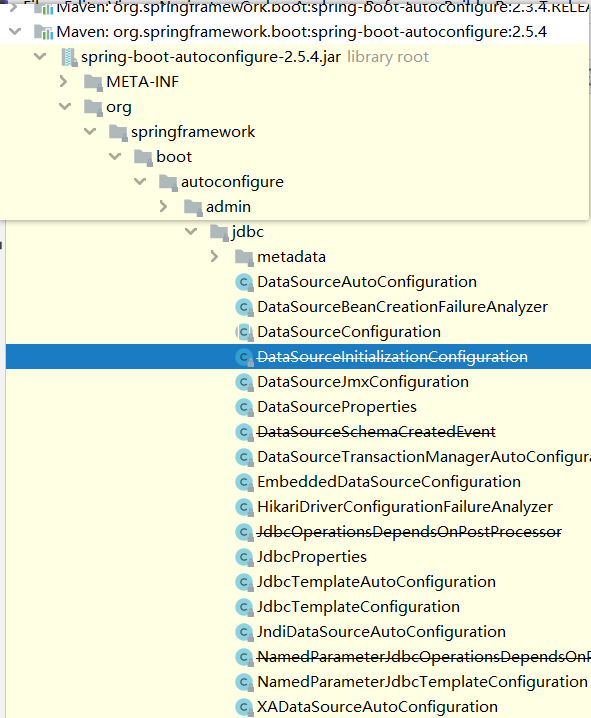 Maven: org.springframework.boot:spring-boot-autoconfigure:2.3.4.RELEA
Maven: org.springframework.boot:spring-boot-autoconfigure:2.5.4
spring-boot-autoconfigure-2.5.4.jar library root
META-INF
org
springframework
boot
autoconfigure
admin
jdbc
metadata
DataSourceAutoConfiguration
DataSourceBeanCreationFailureAnalyzer
DataSourceConfiguration
DataSourceInitializationConfiguration
DataSourceJmxConfiguration
DataSourceProperties
DataSourceSchemaCreatedEvent
DataSourceTransactionManagerAutoConfigura
EmbeddedDataSourceConfiguration
HikariDriverConfigurationFailureAnalyzer
JdbcOperationsDependsOnPostProcessor
JdbcProperties
JdbcTemplateAutoConfiguration
JdbcTemplateConfiguration
JndiDataSourceAutoConfiguration
NamedParameterJdbcOperationsDependsOnP
NamedParameterJdbcTemplateConfiguration
XADataSourceAutoConfiguration